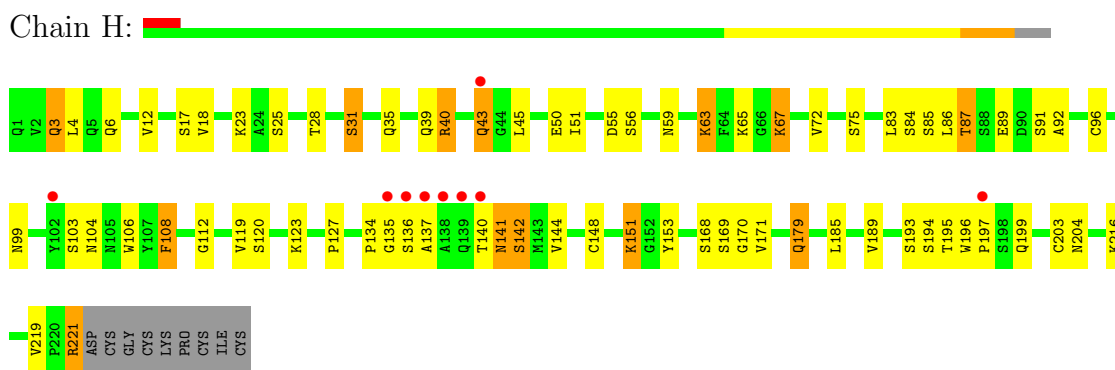 Chain H:
Q1 V2 Q3 L4 Q5 Q6 V12 S17 V18 K23 A24 S25 T28 S31 Q35 Q39 R40 Q43 G44 L45 E50 I51 D55 S56 N59 K63 F64 K65 G66 K67 V72 S75 L83 S84 S85 L86 T87 S88 E89 D90 S91 A92 C96
N99 Y102 S103 N104 N105 W106 Y107 F108 G112 V119 S120 K123 P127 P134 G135 S136 A137 A138 Q139 T140 N141 S142 M143 V144 C148 K151 G152 Y153 S168 S169 G170 V171 Q179 L185 V189 S193 S194 T195 W196 P197 S198 Q199 C203 N204 K216
V219 P220 R221 ASP CYS GLY CYS LYS PRO CYS ILE CYS